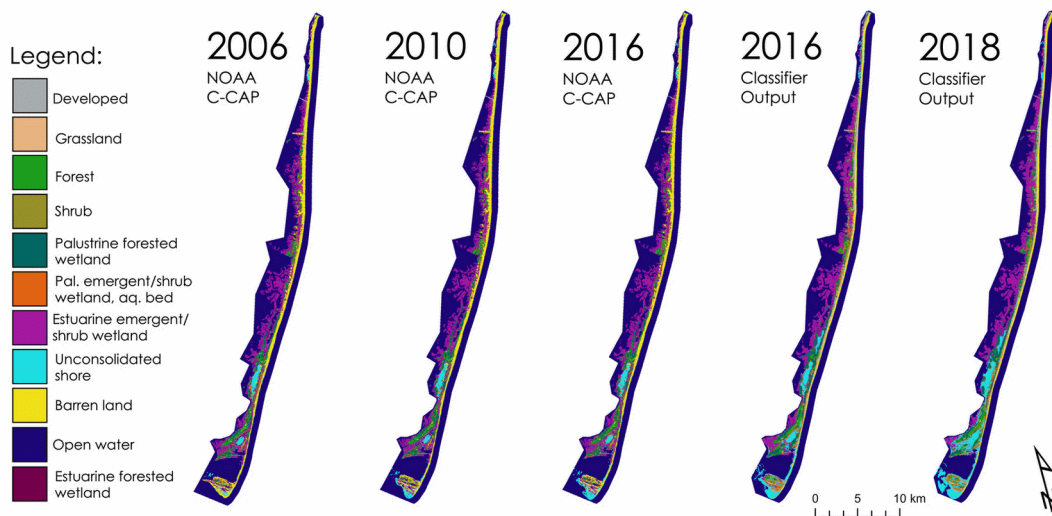 Legend:
Developed
Grassland
Forest
Shrub
Palustrine forested
wetland
Pal. emergent/shrub
wetland, aq. bed
Estuarine emergent/
shrub wetland
Unconsolidated
shore
Barren land
Open water
Estuarine forested
wetland
2006
NOAA
C-CAP
2010
NOAA
C-CAP
2016
NOAA
C-CAP
2016
Classifier
Output
2018
Classifier
Output
0 5 10 km